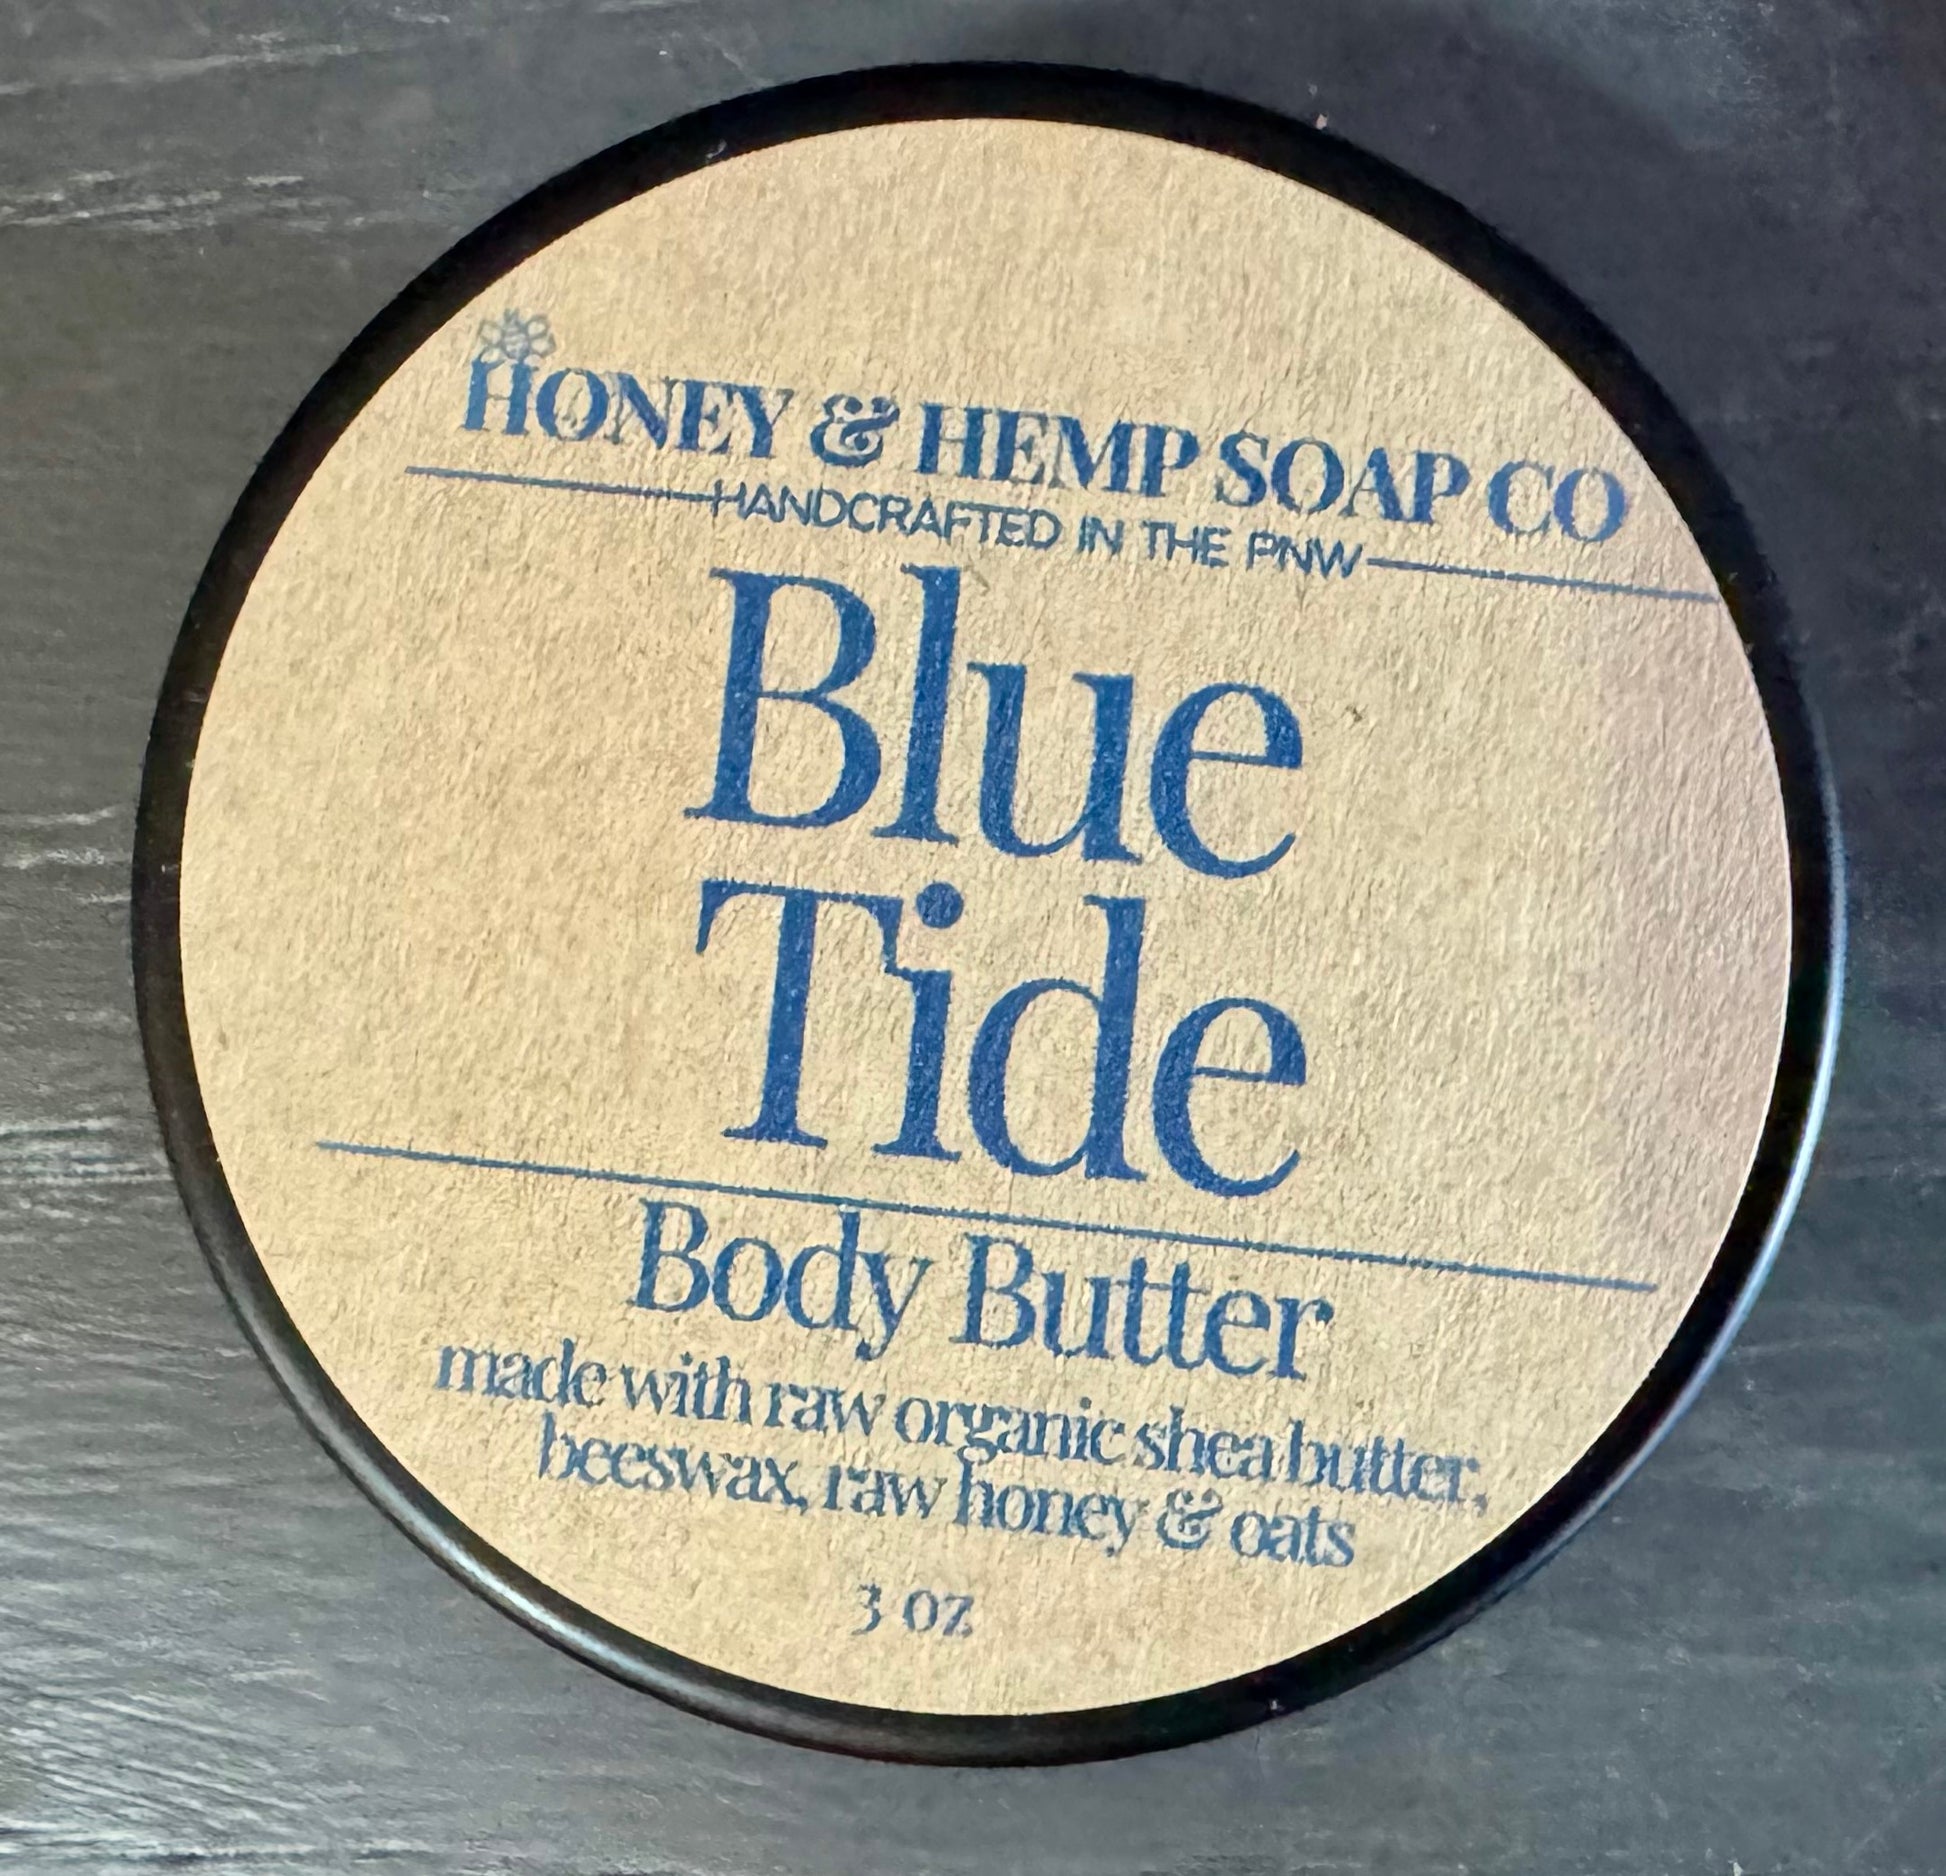 HONEY & HEMP SOAP CO
HANDCRAFTED IN THE PNW
Blue
Tide
Body Butter
made with raw organic shea butter,
beeswax, raw honey & oats
3 oz